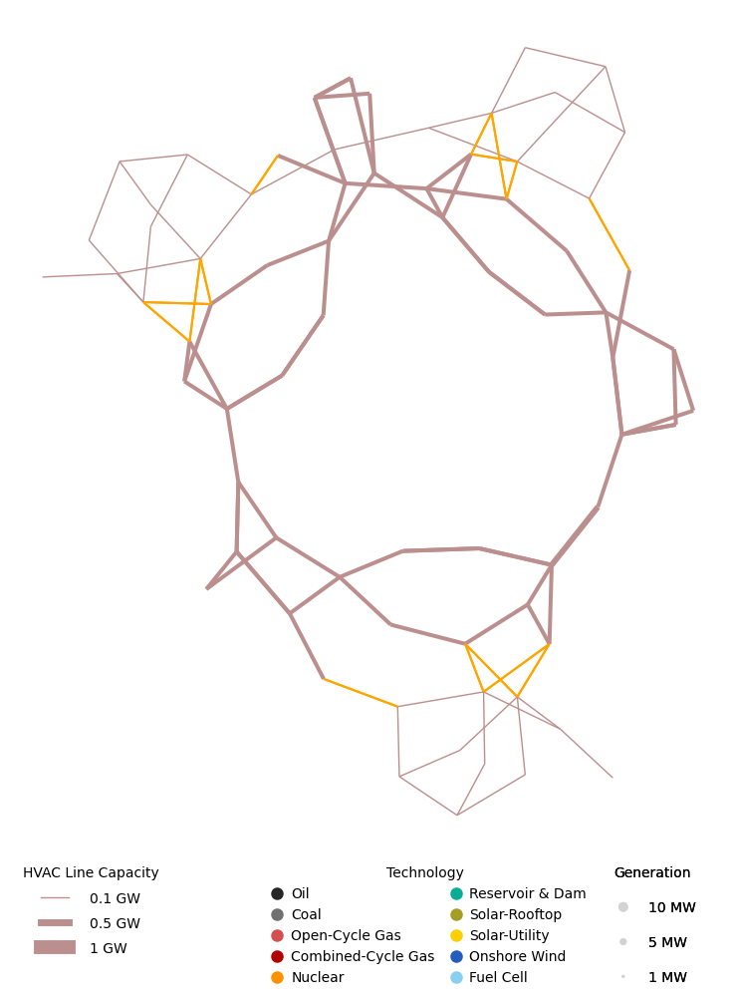 HVAC Line Capacity
0.1 GW
0.5 GW
1 GW
Technology
Oil
Coal
Open-Cycle Gas
Combined-Cycle Gas
Nuclear
Reservoir & Dam
Solar-Rooftop
Solar-Utility
Onshore Wind
Fuel Cell
Generation
10 MW
5 MW
1 MW